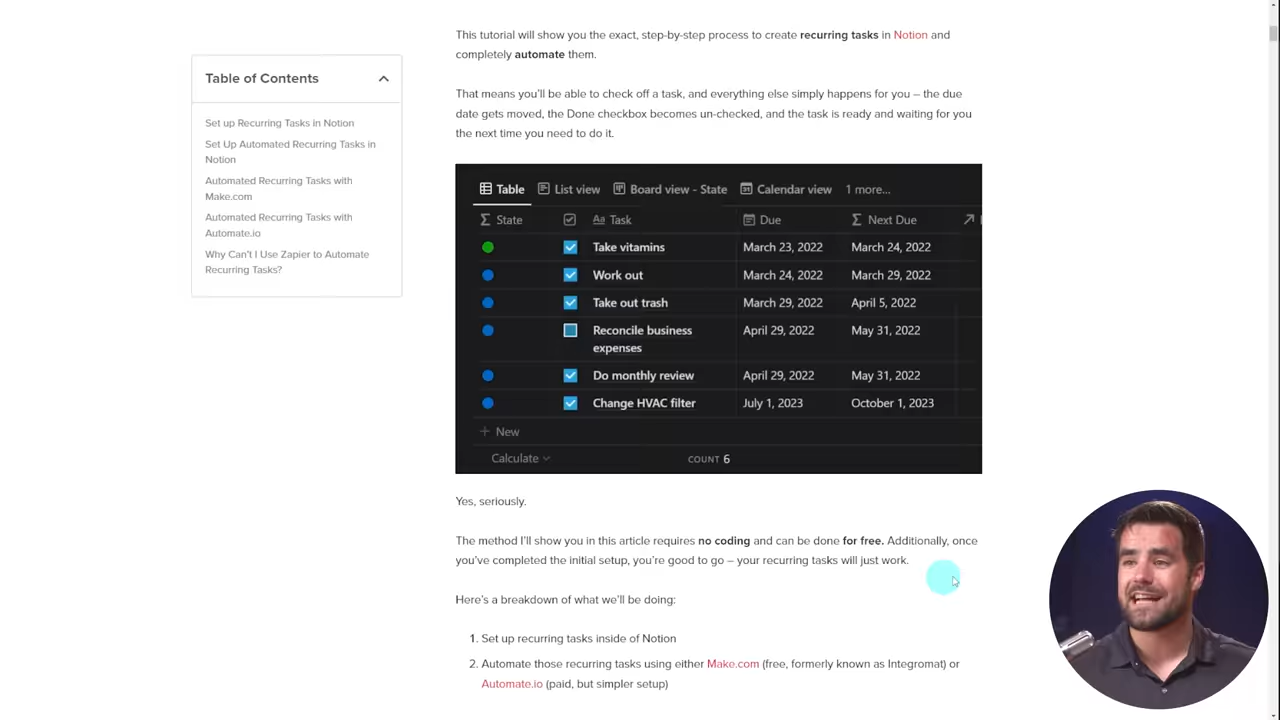 This tutorial will show you the exact, step-by-step process to create recurring tasks in Notion and
completely automate them.
Table of Contents
Set up Recurring Tasks in Notion
Set Up Automated Recurring Tasks in
Notion
Automated Recurring Tasks with
Make.com
Automated Recurring Tasks with
Automate.io
Why Can't I Use Zapier to Automate
Recurring Tasks?
That means you'll be able to check off a task, and everything else simply happens for you – the due
date gets moved, the Done checkbox becomes un-checked, and the task is ready and waiting for you
the next time you need to do it.
Table List view Board view - State Calendar view 1 more...
State Aa Task Due Next Due
Take vitamins March 23, 2022 March 24, 2022
Work out March 24, 2022 March 29, 2022
Take out trash March 29, 2022 April 5, 2022
Reconcile business April 29, 2022 May 31, 2022
expenses
Do monthly review April 29, 2022 May 31, 2022
Change HVAC filter July 1, 2023 October 1, 2023
+ New
Calculate COUNT 6
Yes, seriously.
The method I'll show you in this article requires no coding and can be done for free. Additionally, once
you've completed the initial setup, you're good to go – your recurring tasks will just work.
Here's a breakdown of what we'll be doing:
1. Set up recurring tasks inside of Notion
2. Automate those recurring tasks using either Make.com (free, formerly known as Integromat) or
Automate.io (paid, but simpler setup)